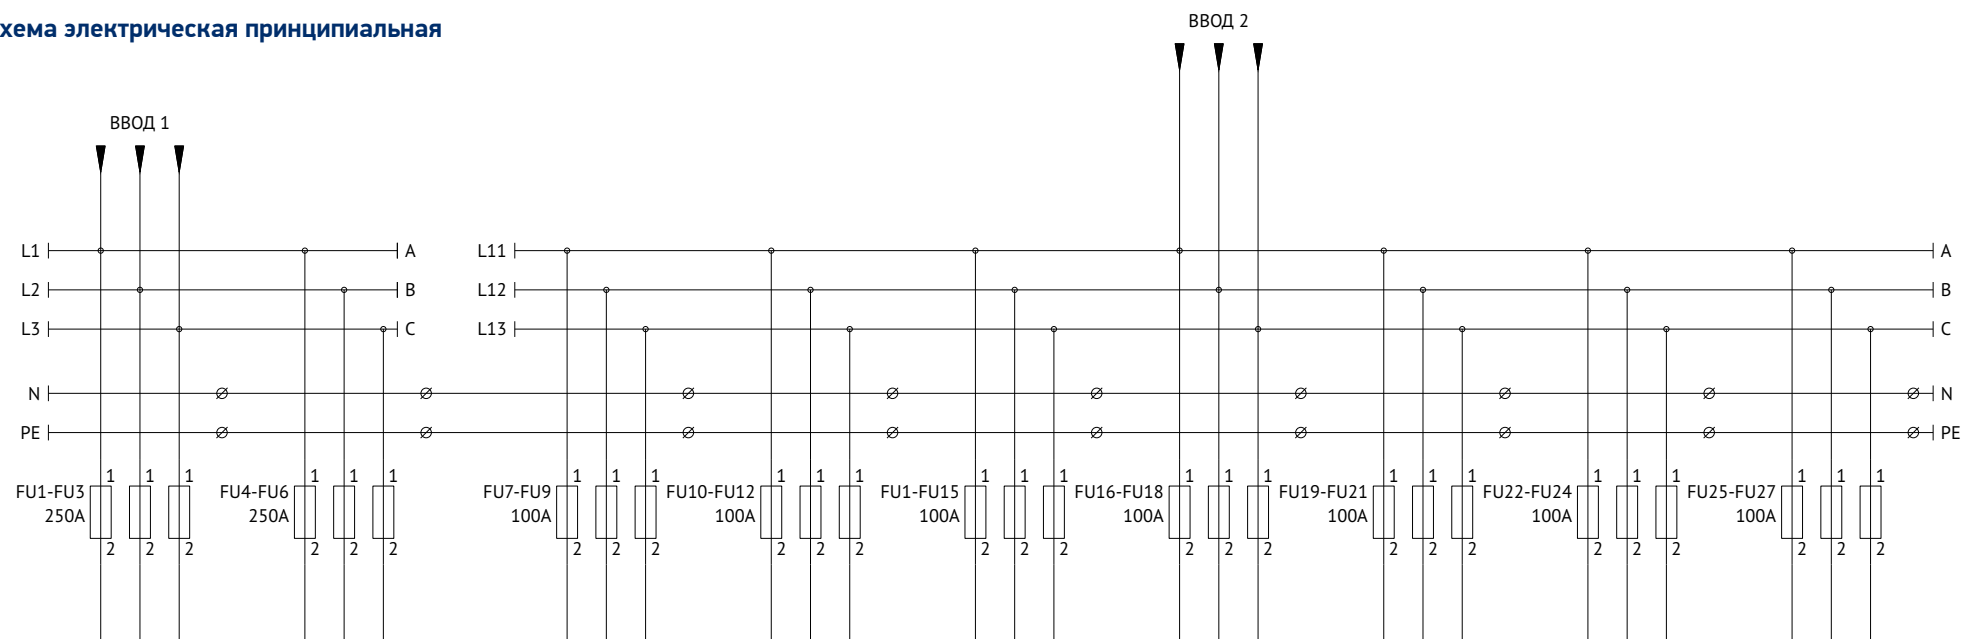 хема электрическая принципиальная
ВВОД 2
ВВОД 1
L1 A L11 A
L2 B L12 B
L3 C L13 C
N N
PE PE
1 1 1 1 1 1 1 1 1 1 1 1 1 1 1 1 1 1 1 1 1 1 1 1 1 1 1
FU1-FU3 FU4-FU6 FU7-FU9 FU10-FU12 FU1-FU15 FU16-FU18 FU19-FU21 FU22-FU24 FU25-FU27
250A 250A 100A 100A 100A 100A 100A 100A 100A
2 2 2 2 2 2 2 2 2 2 2 2 2 2 2 2 2 2 2 2 2 2 2 2 2 2 2